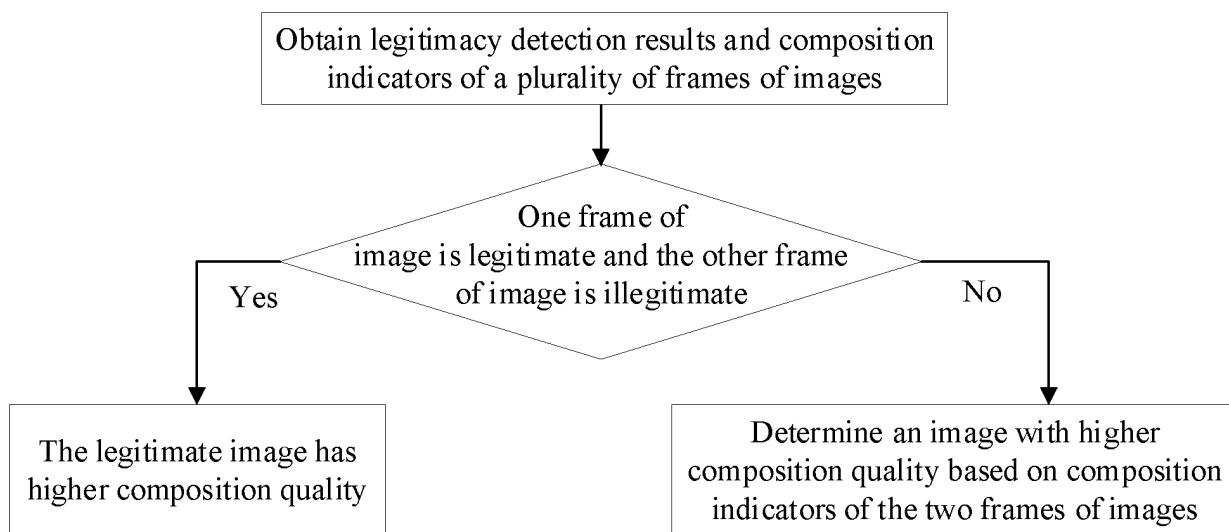 Obtain legitimacy detection results and composition
indicators of a plurality of frames of images
One frame of
image is legitimate and the other frame
of image is illegitimate
Yes
No
The legitimate image has
higher composition quality
Determine an image with higher
composition quality based on composition
indicators of the two frames of images